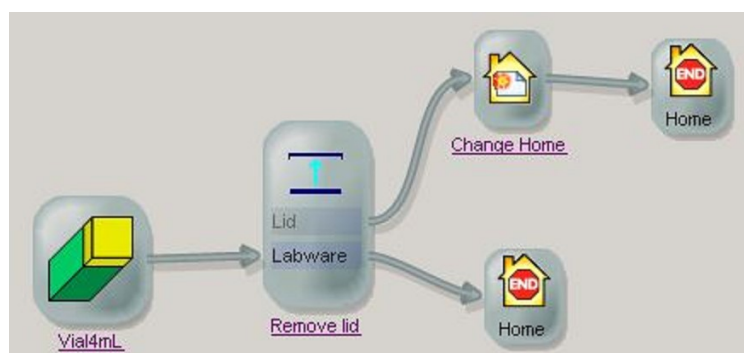 END
Home
Change Home
Lid
Labware
Remove lid
END
Home
Vial4mL